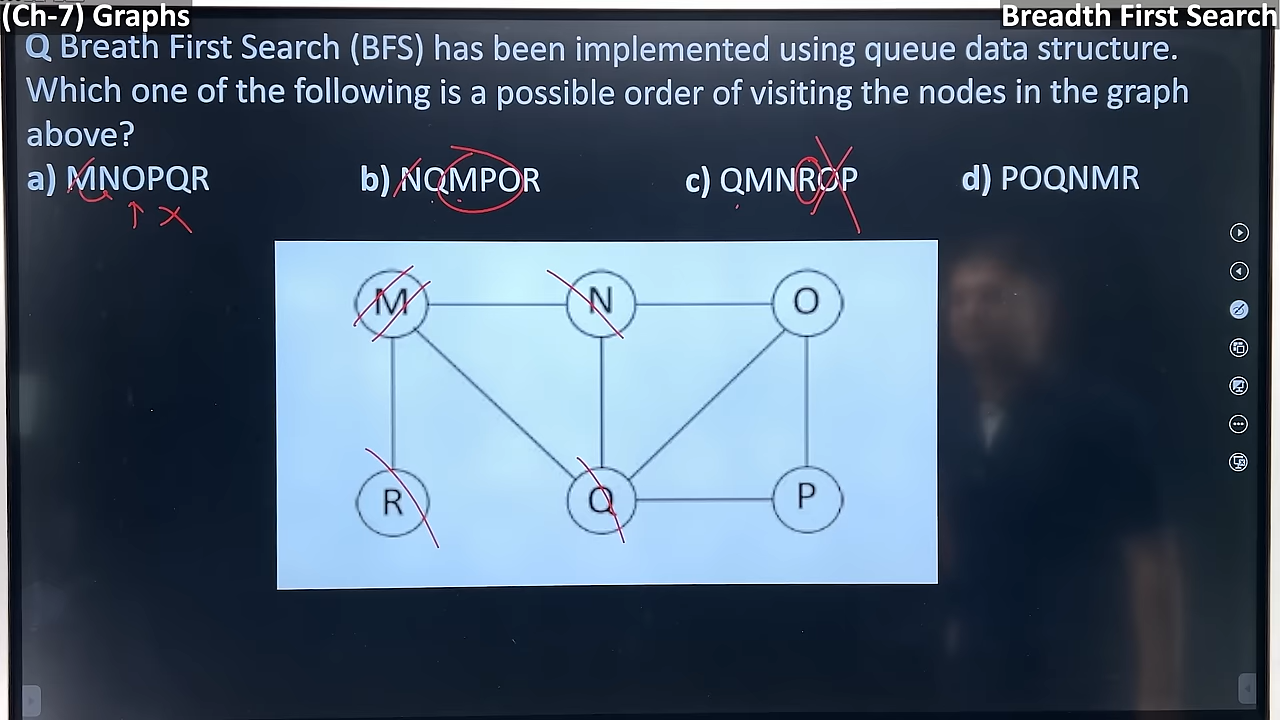 (Ch-7) Graphs
Breadth First Search
Q Breath First Search (BFS) has been implemented using queue data structure.
Which one of the following is a possible order of visiting the nodes in the graph
above?
a) MNOPQR b) NQMPOR c) QMNROP d) POQNMR
M N O
R Q P